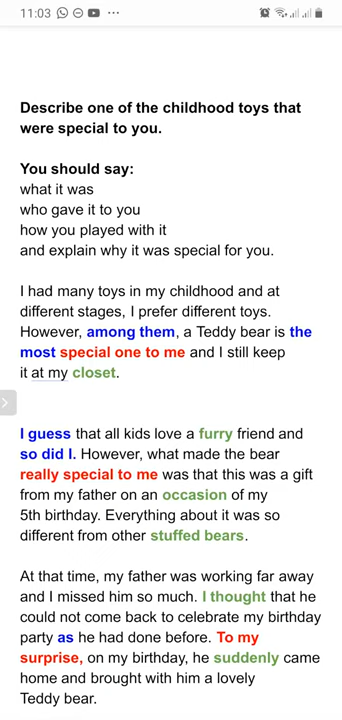 11:03
Describe one of the childhood toys that
were special to you.
You should say:
what it was
who gave it to you
how you played with it
and explain why it was special for you.
I had many toys in my childhood and at
different stages, I prefer different toys.
However, among them, a Teddy bear is the
most special one to me and I still keep
it at my closet.
I guess that all kids love a furry friend and
so did I. However, what made the bear
really special to me was that this was a gift
from my father on an occasion of my
5th birthday. Everything about it was so
different from other stuffed bears.
At that time, my father was working far away
and I missed him so much. I thought that he
could not come back to celebrate my birthday
party as he had done before. To my
surprise, on my birthday, he suddenly came
home and brought with him a lovely
Teddy bear.